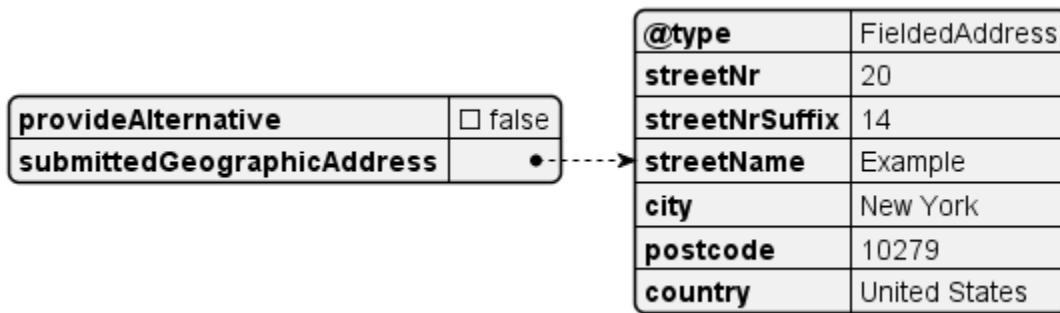 provideAlternative ☐ false
submittedGeographicAddress
@type FieldedAddress
streetNr 20
streetNrSuffix 14
streetName Example
city New York
postcode 10279
country United States